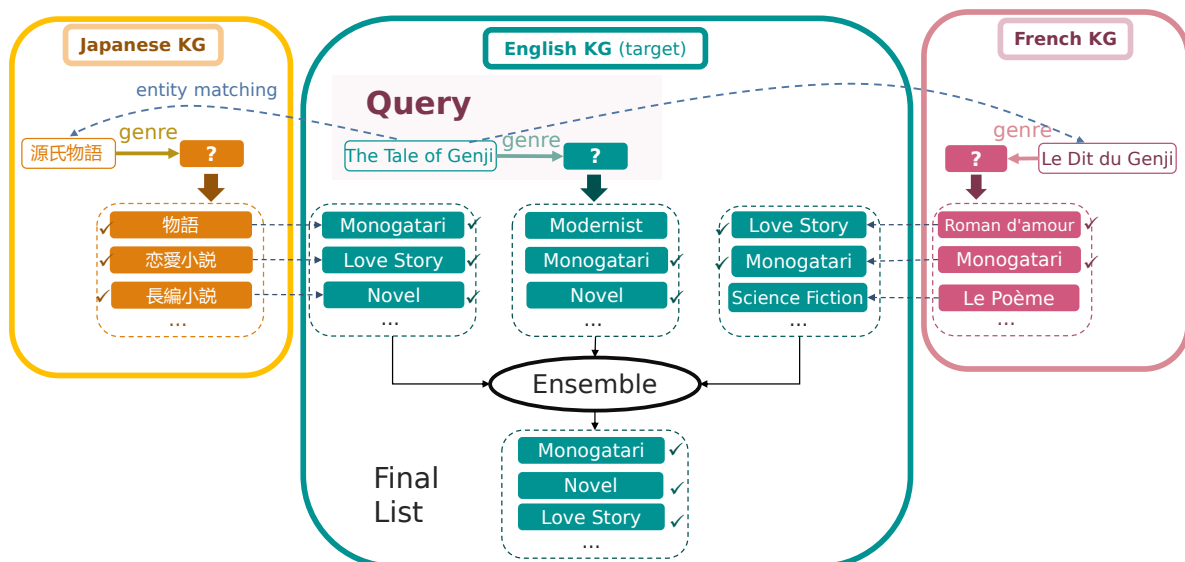 Japanese KG
English KG (target)
French KG
entity matching
Query
genre
genre
genre
源氏物語
?
The Tale of Genji
?
?
Le Dit du Genji
物語
Monogatari
Modernist
Love Story
Roman d'amour
恋愛小説
Love Story
Monogatari
Monogatari
Monogatari
長編小説
Novel
Novel
Science Fiction
Le Poème
...
...
...
...
...
Ensemble
Final
List
Monogatari
Novel
Love Story
...